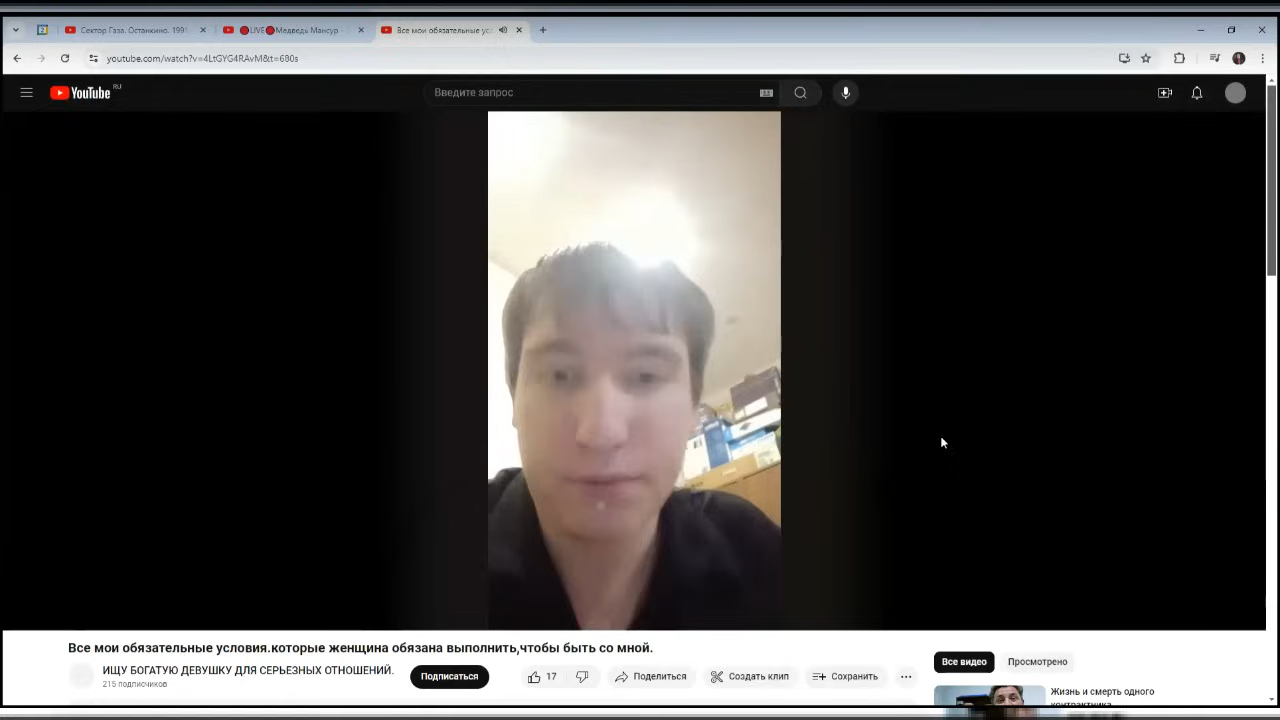 Сектор Газа. Останкино. 1991
LIVE Медведь Мансур
Все мои обязательные усл
youtube.com/watch?v=4LtGYG4RAvM&t=680s
YouTube RU
Введите запрос
Все мои обязательные условия.которые женщина обязана выполнить,чтобы быть со мной.
ИЩУ БОГАТУЮ ДЕВУШКУ ДЛЯ СЕРЬЕЗНЫХ ОТНОШЕНИЙ.
215 подписчиков
Подписаться
17
Поделиться
Создать клип
Сохранить
Все видео
Просмотрено
Жизнь и смерть одного
контрактника